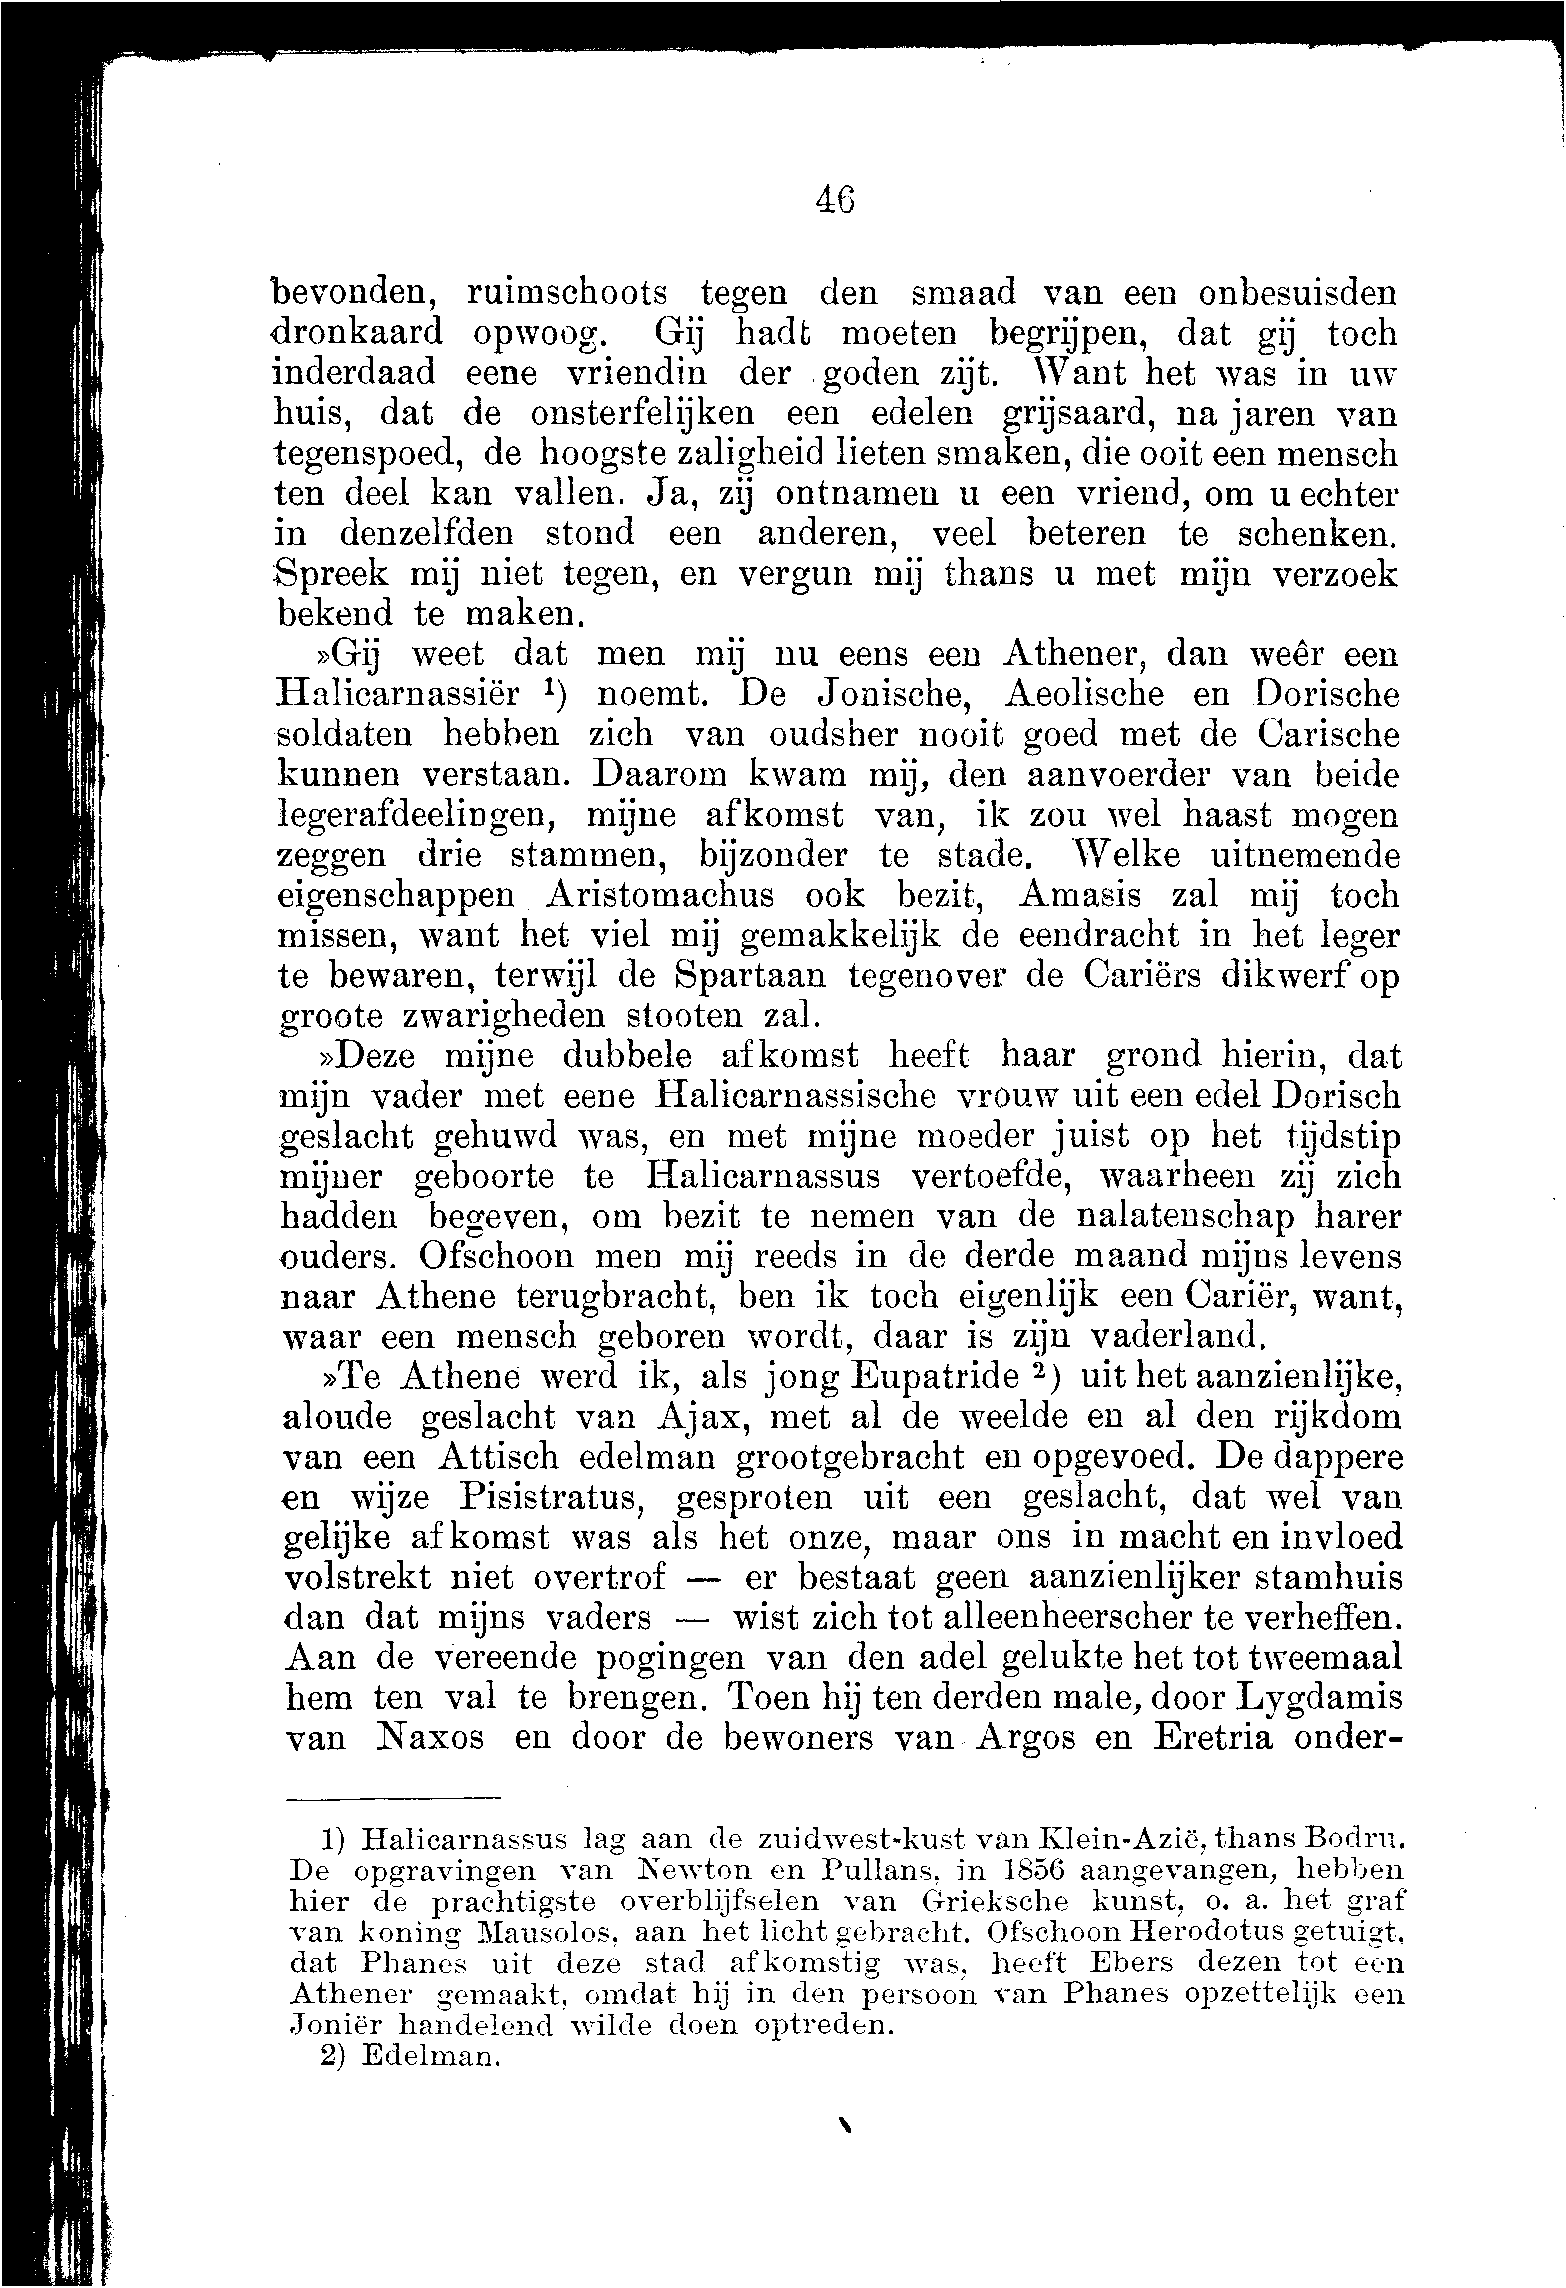 46
bevonden, ruimschoots tegen den smaad van een onbesuisden
dronkaard opwoog. Gij hadt moeten begrijpen, dat gij toch
inderdaad eene vriendin der goden zijt. Want het was in uw
huis, dat de onsterfelijken een edelen grijsaard, na jaren van
tegenspoed, de hoogste zaligheid lieten smaken, die ooit een mensch
ten deel kan vallen. Ja, zij ontnamen u een vriend, om u echter
in denzelfden stond een anderen, veel beteren te schenken.
Spreek mij niet tegen, en vergun mij thans u met mijn verzoek
bekend te maken.
»Gij weet dat men mij nu eens een Athener, dan weêr een
Halicarnassiër ¹) noemt. De Jonische, Aeolische en Dorische
soldaten hebben zich van oudsher nooit goed met de Carische
kunnen verstaan. Daarom kwam mij, den aanvoerder van beide
legerafdeelingen, mijne afkomst van, ik zou wel haast mogen
zeggen drie stammen, bijzonder te stade. Welke uitnemende
eigenschappen Aristomachus ook bezit, Amasis zal mij toch
missen, want het viel mij gemakkelijk de eendracht in het leger
te bewaren, terwijl de Spartaan tegenover de Cariërs dikwerf op
groote zwarigheden stooten zal.
»Deze mijne dubbele afkomst heeft haar grond hierin, dat
mijn vader met eene Halicarnassische vrouw uit een edel Dorisch
geslacht gehuwd was, en met mijne moeder juist op het tijdstip
mijner geboorte te Halicarnassus vertoefde, waarheen zij zich
hadden begeven, om bezit te nemen van de nalatenschap harer
ouders. Ofschoon men mij reeds in de derde maand mijns levens
naar Athene terugbracht, ben ik toch eigenlijk een Cariër, want,
waar een mensch geboren wordt, daar is zijn vaderland.
»Te Athene werd ik, als jong Eupatride ²) uit het aanzienlijke,
aloude geslacht van Ajax, met al de weelde en al den rijkdom
van een Attisch edelman grootgebracht en opgevoed. De dappere
en wijze Pisistratus, gesproten uit een geslacht, dat wel van
gelijke afkomst was als het onze, maar ons in macht en invloed
volstrekt niet overtrof — er bestaat geen aanzienlijker stamhuis
dan dat mijns vaders — wist zich tot alleenheerscher te verheffen.
Aan de vereende pogingen van den adel gelukte het tot tweemaal
hem ten val te brengen. Toen hij ten derden male, door Lygdamis
van Naxos en door de bewoners van Argos en Eretria onder-
1) Halicarnassus lag aan de zuidwest-kust van Klein-Azië, thans Bodru.
De opgravingen van Newton en Pullans, in 1856 aangevangen, hebben
hier de prachtigste overblijfselen van Grieksche kunst, o. a. het graf
van koning Mausolos, aan het licht gebracht. Ofschoon Herodotus getuigt,
dat Phanes uit deze stad afkomstig was, heeft Ebers dezen tot een
Athener gemaakt, omdat hij in den persoon van Phanes opzettelijk een
Joniër handelend wilde doen optreden.
2) Edelman.